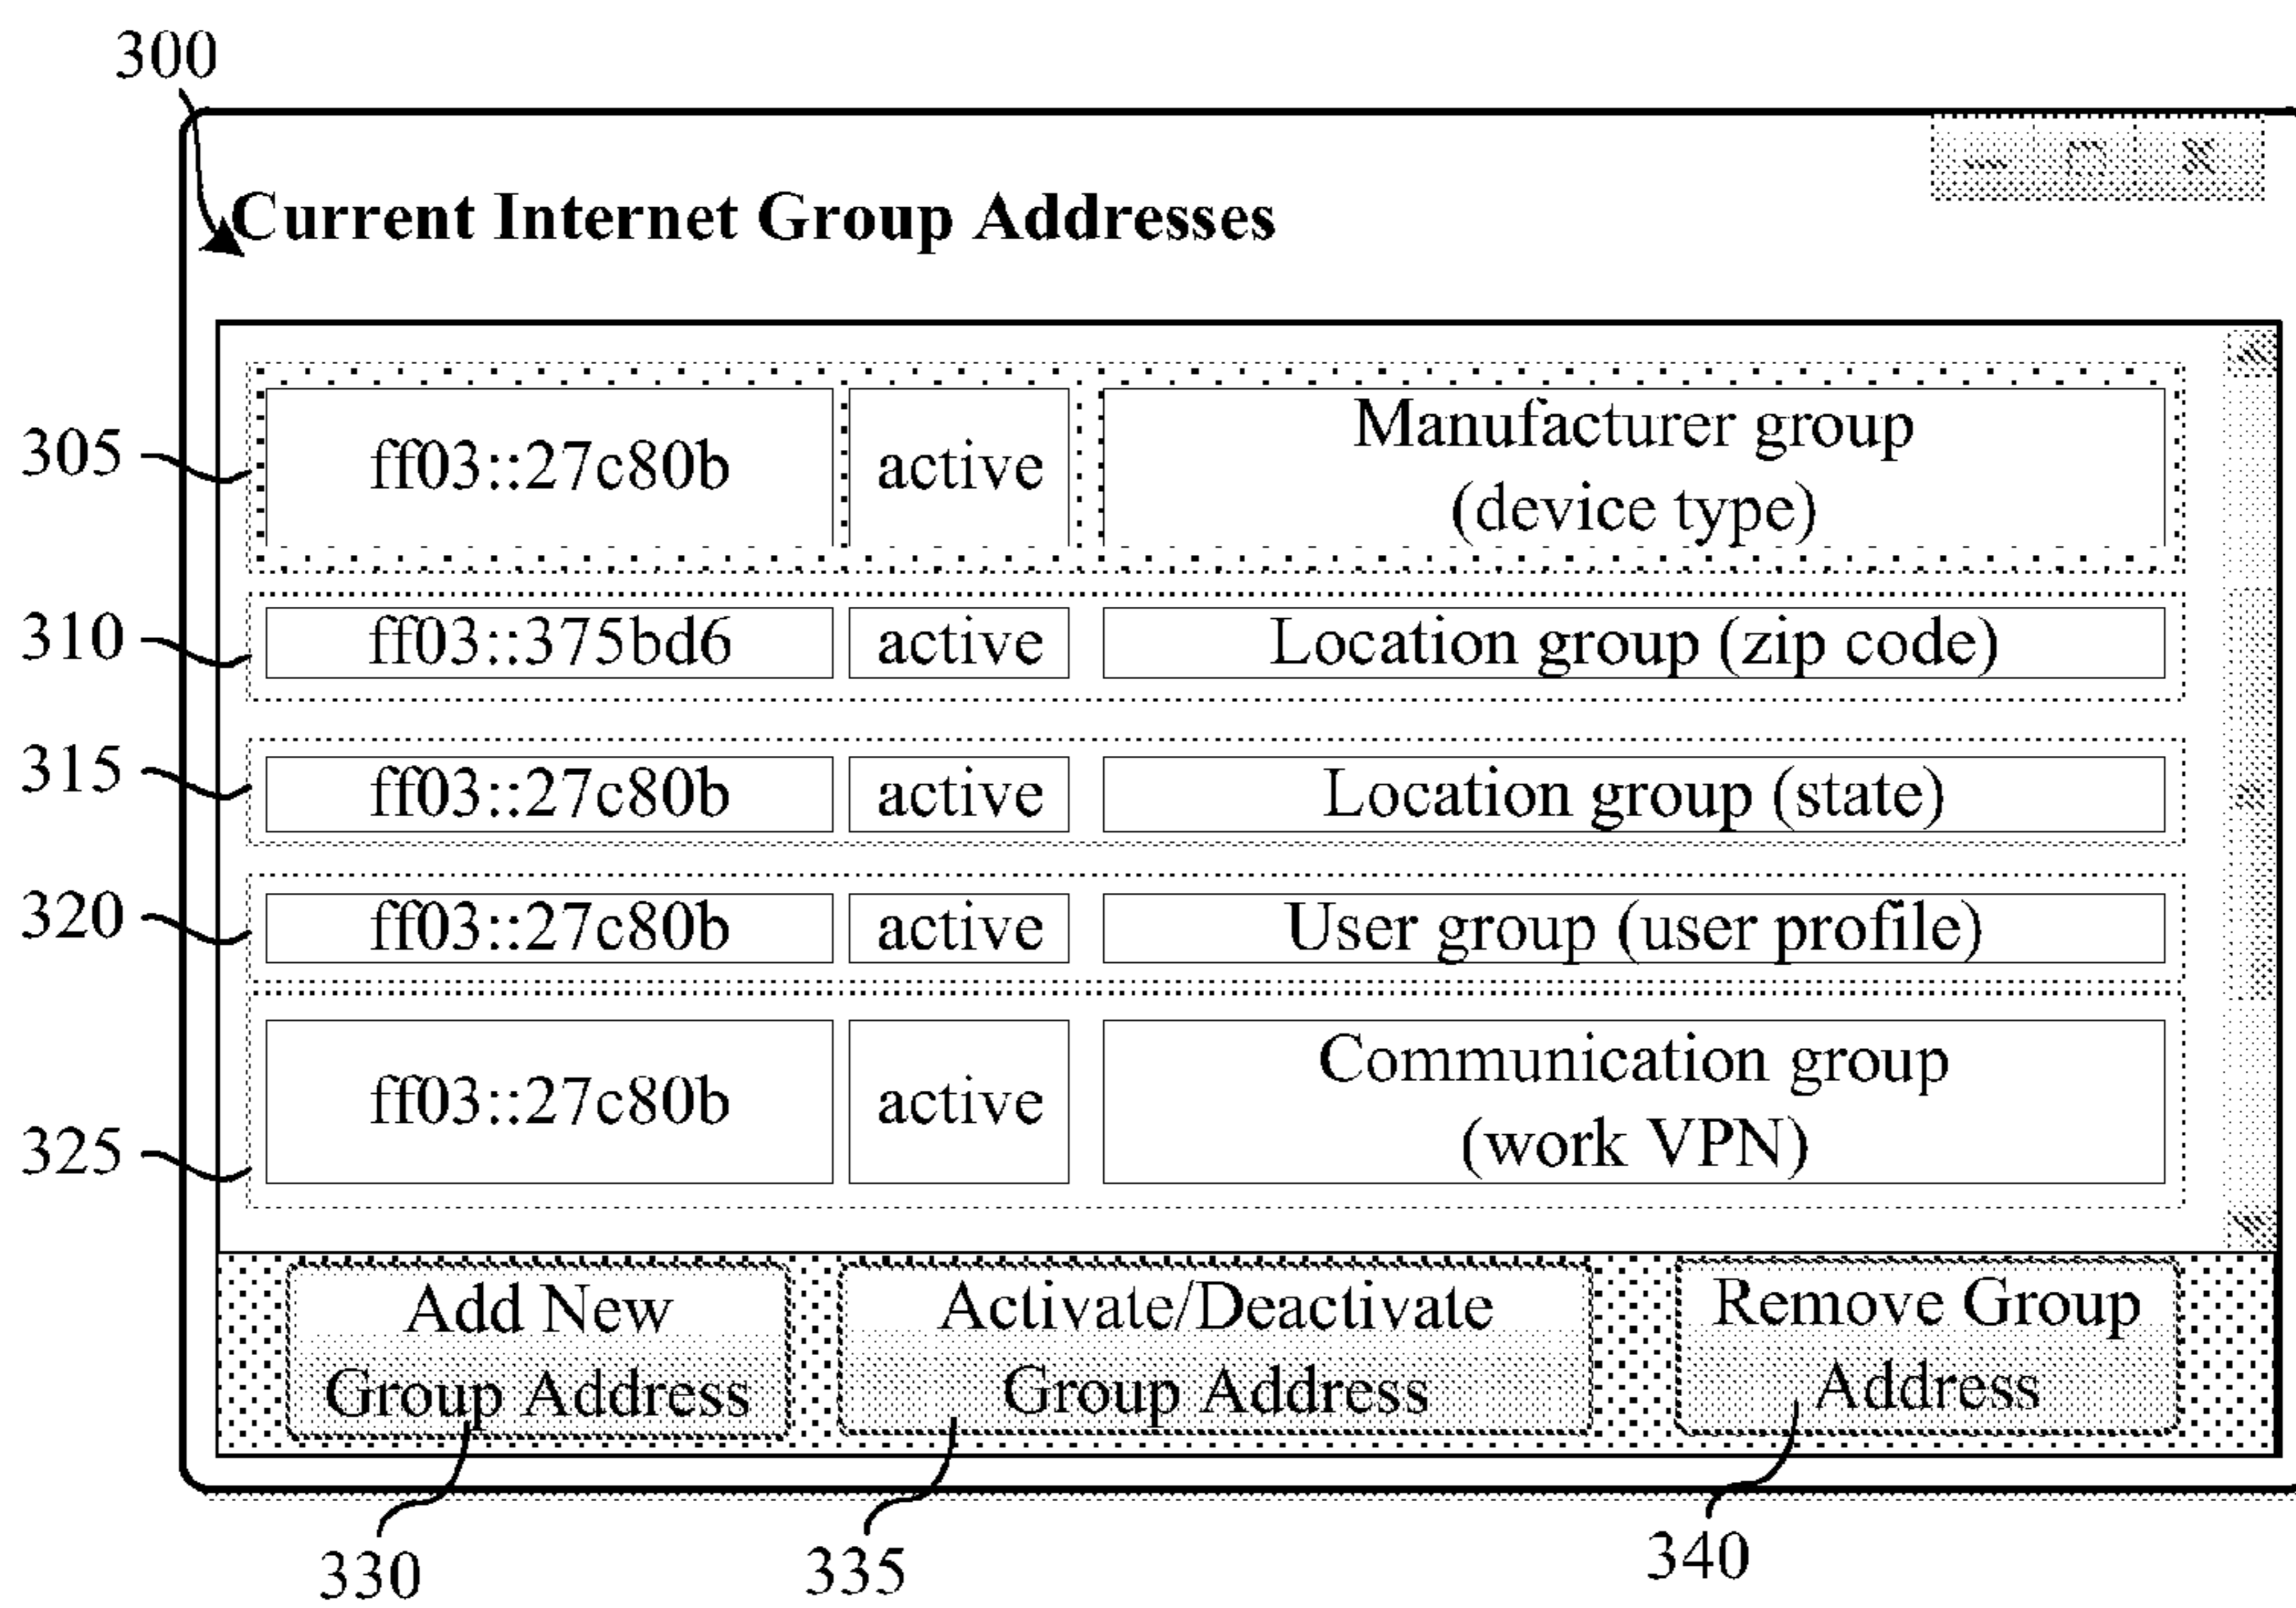 300
Current Internet Group Addresses
305
ff03::27c80b
active
Manufacturer group
(device type)
310
ff03::375bd6
active
Location group (zip code)
315
ff03::27c80b
active
Location group (state)
320
ff03::27c80b
active
User group (user profile)
325
ff03::27c80b
active
Communication group
(work VPN)
Add New
Group Address
Activate/Deactivate
Group Address
Remove Group
Address
330
335
340